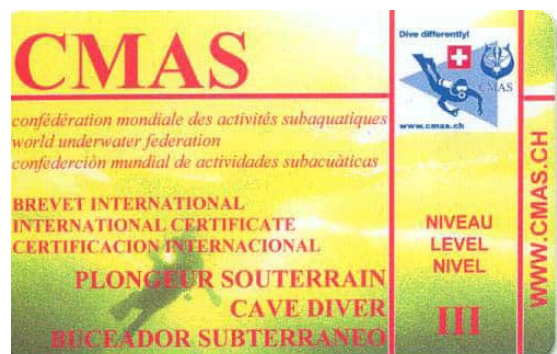 CMAS
confédération mondiale des activités subaquatiques
world underwater federation
confederción mundial de actividades subacuàticas
BREVET INTERNATIONAL
INTERNATIONAL CERTIFICATE
CERTIFICACION INTERNACIONAL
PLONGEUR SOUTERRAIN
CAVE DIVER
BUCEADOR SUBTERRANEO
Dive differently!
CMAS
www.cmas.ch
NIVEAU
LEVEL
NIVEL
III
WWW.CMAS.CH